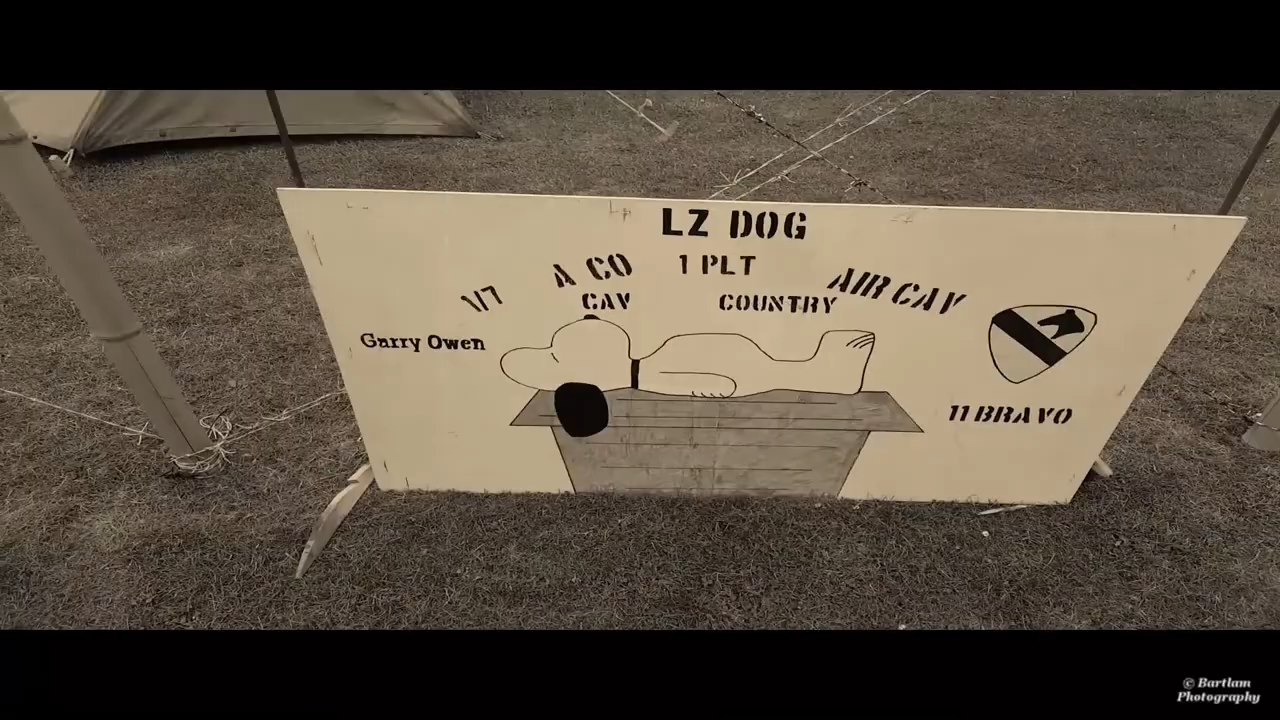 LZ DOG
1/7 A CO 1 PLT AIR CAV
CAV COUNTRY
Garry Owen
11 BRAVO
© Bartlam
Photography